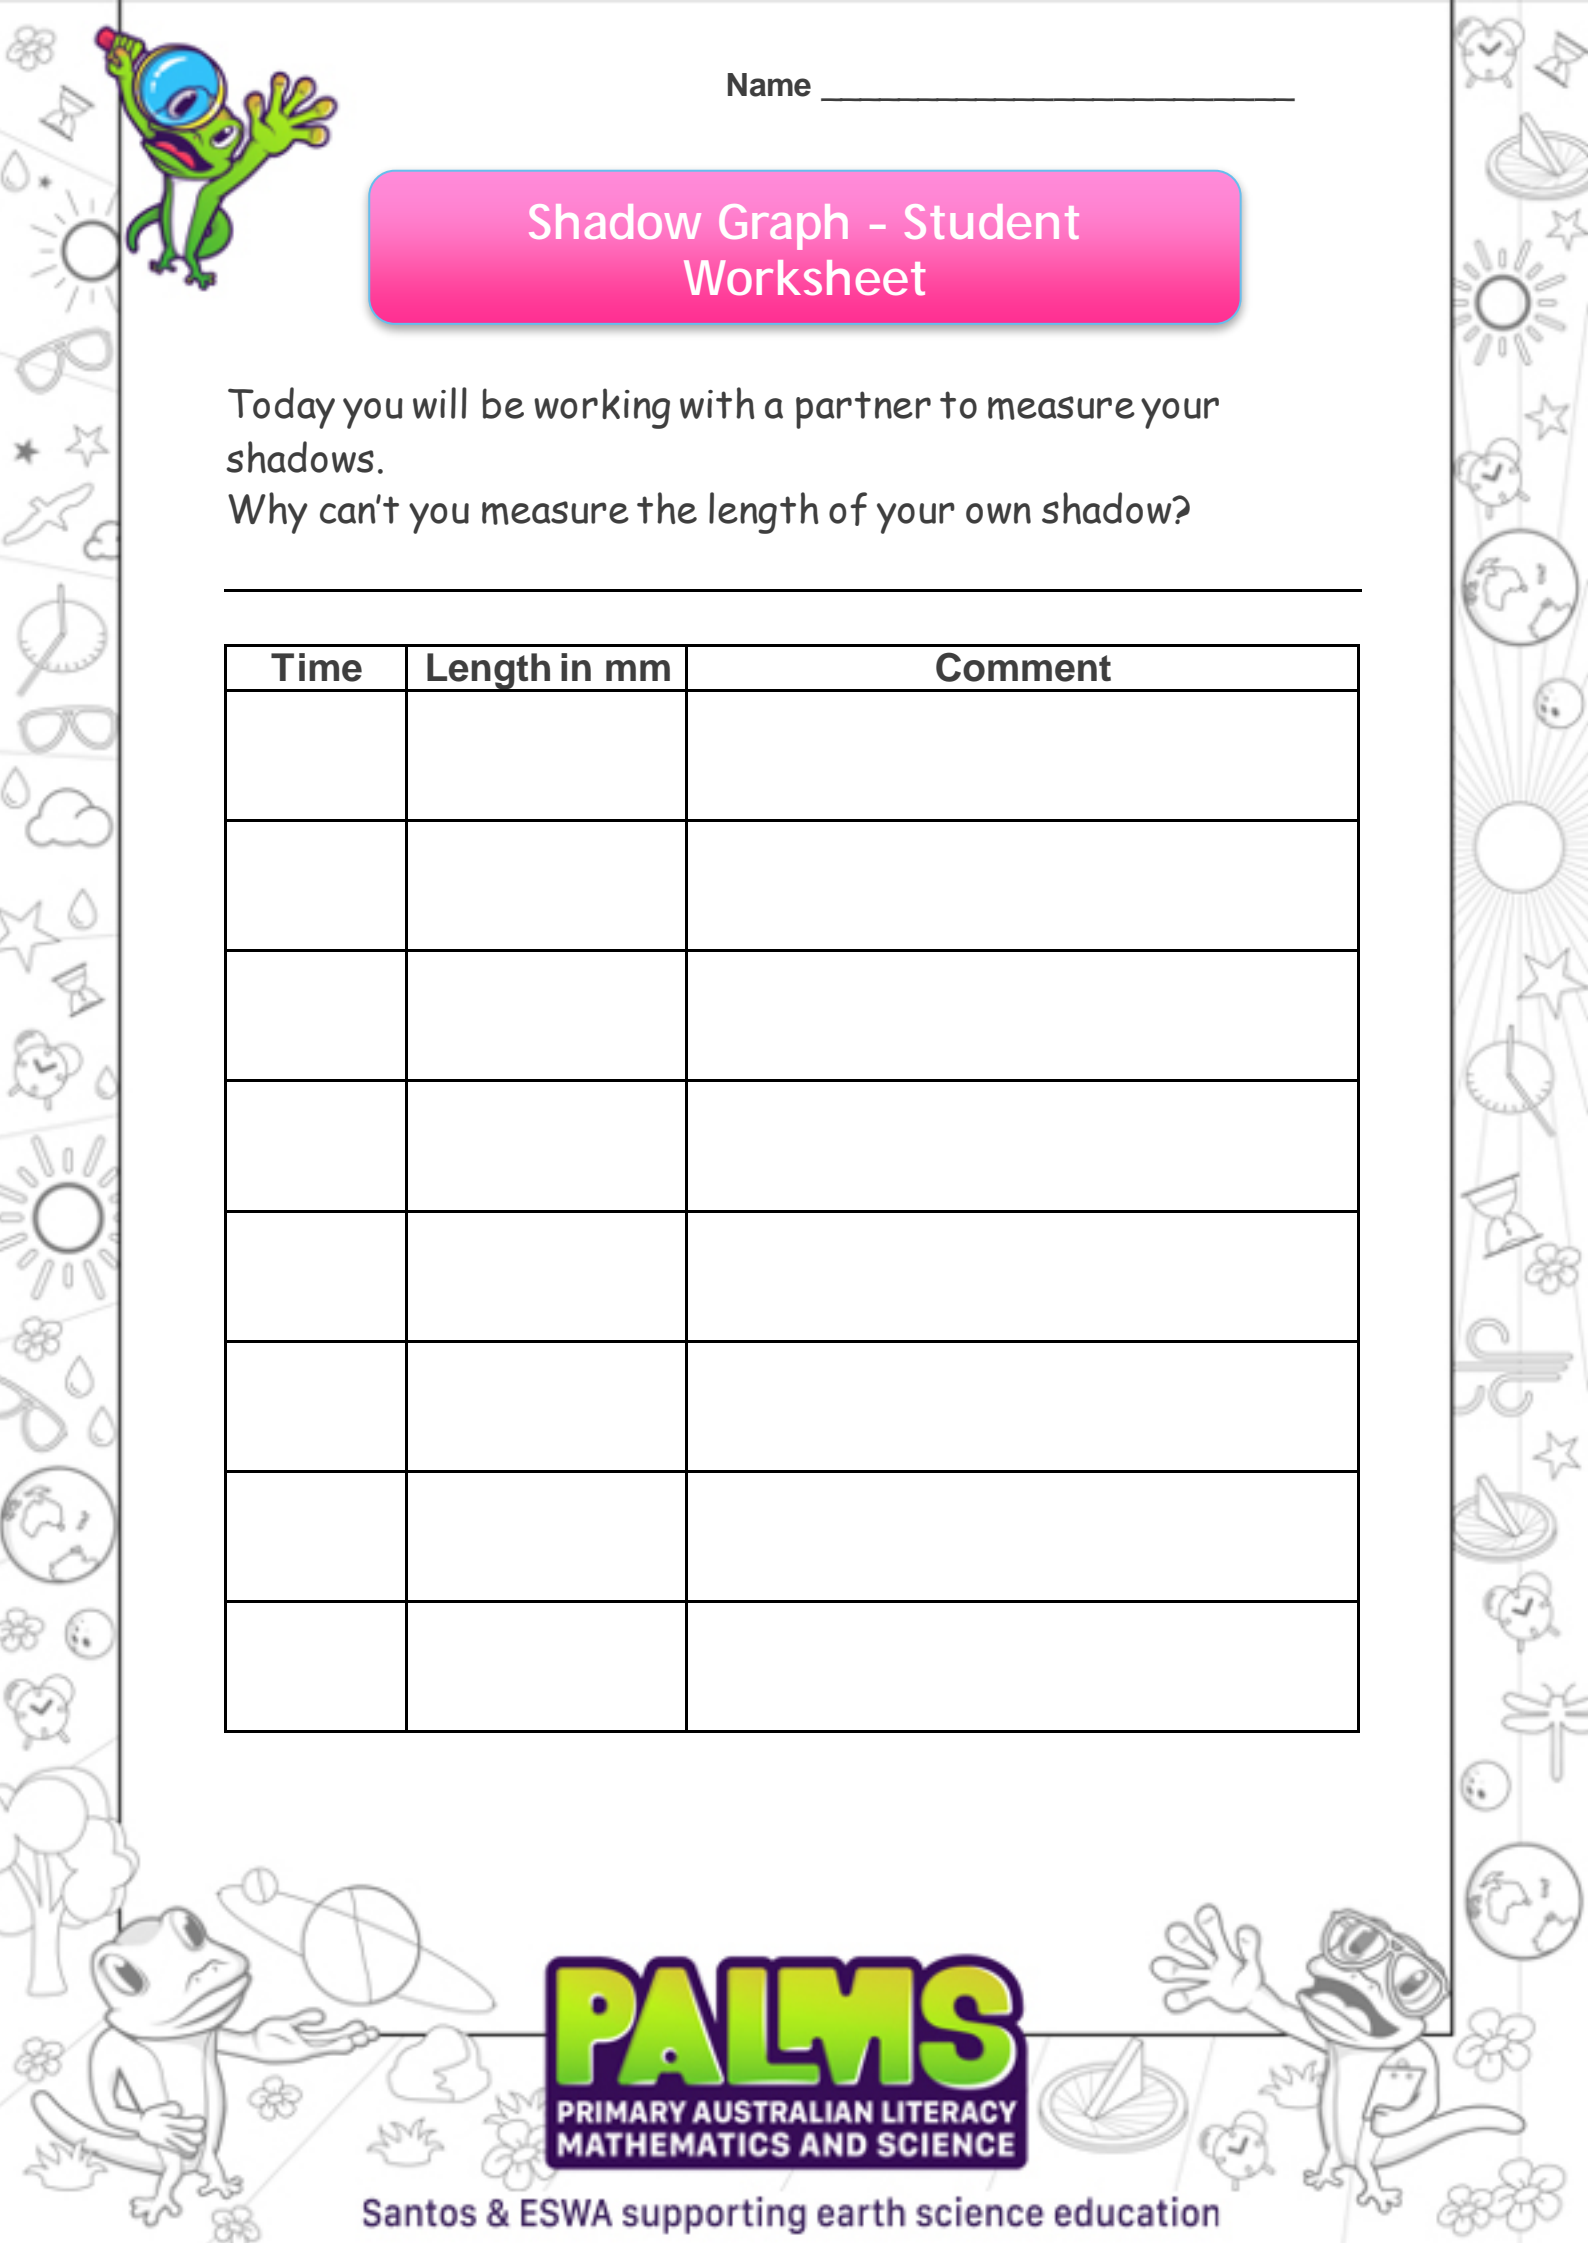 Name ____________________________
Shadow Graph - Student
Worksheet
Today you will be working with a partner to measure your
shadows.
Why can't you measure the length of your own shadow?
Time Length in mm Comment
PALMS
PRIMARY AUSTRALIAN LITERACY
MATHEMATICS AND SCIENCE
Santos & ESWA supporting earth science education